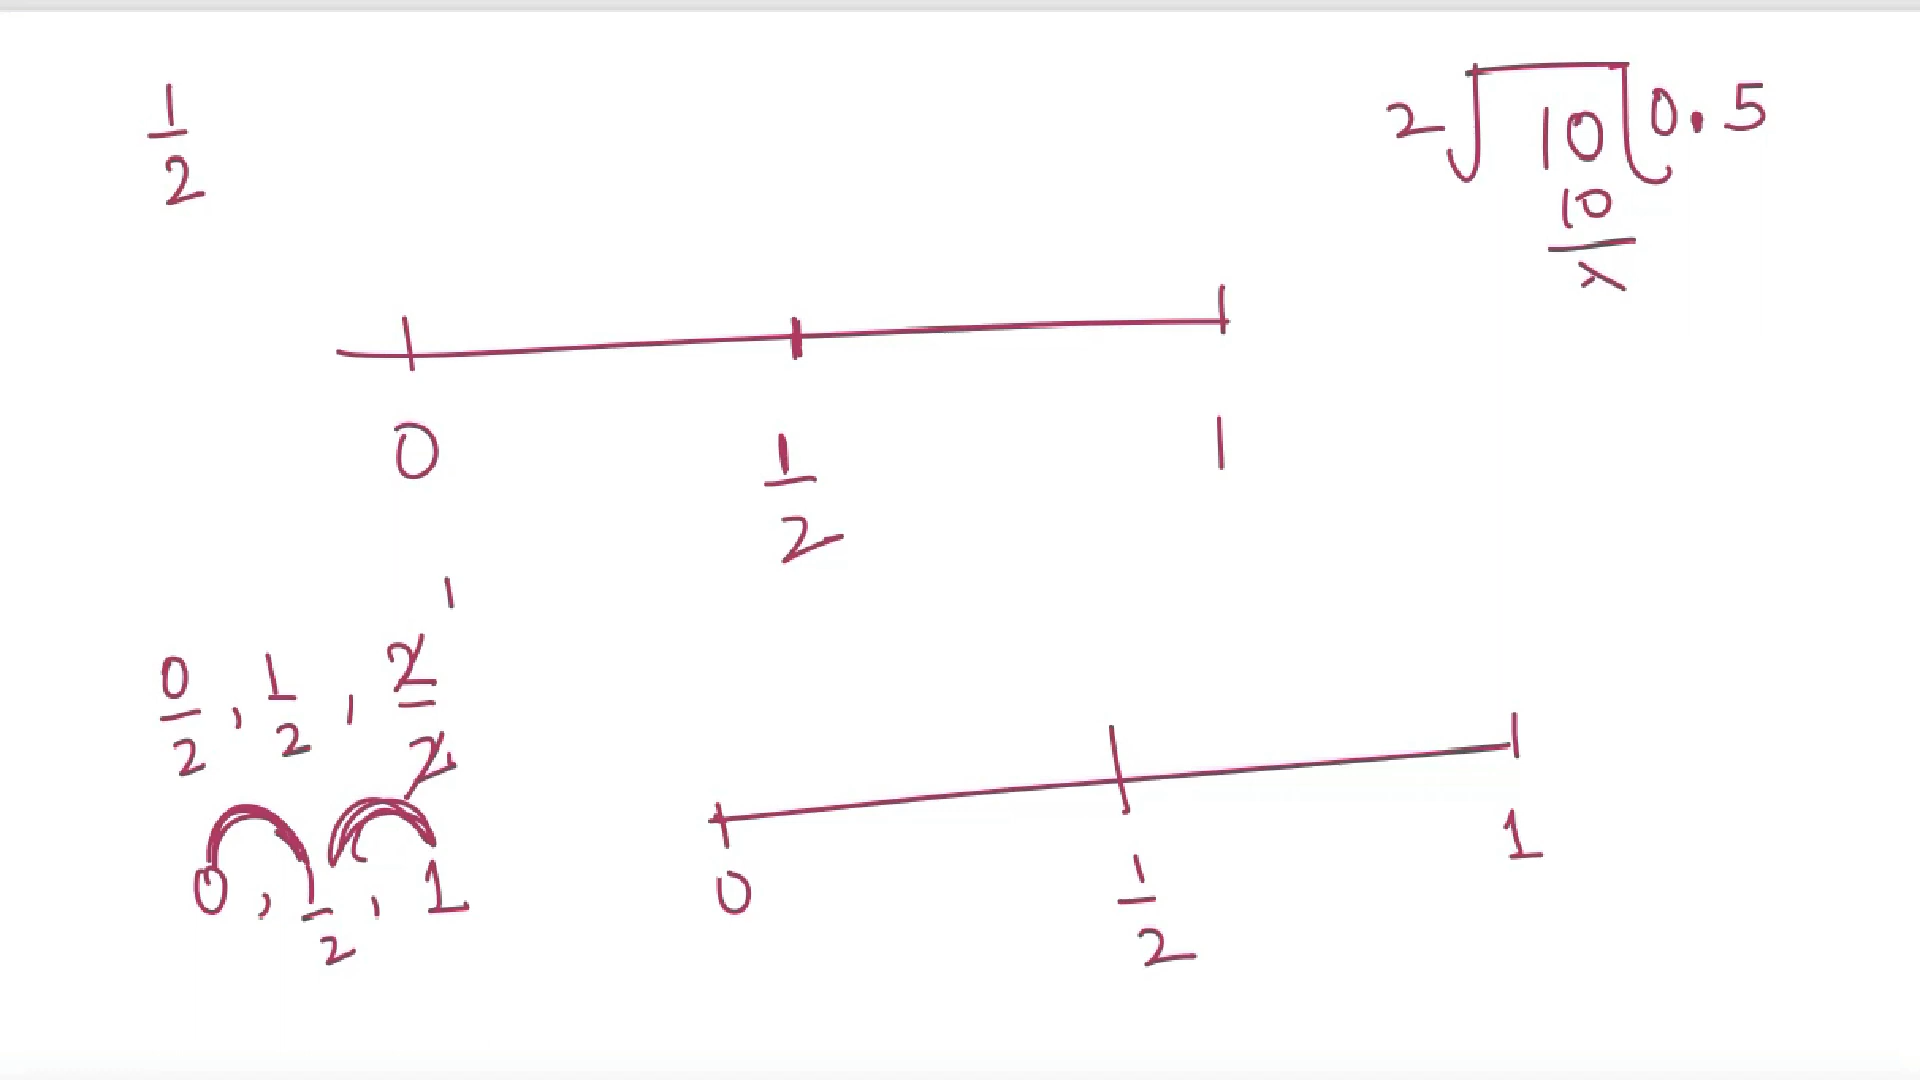 1/2
2 10 0.5
10
x
0 1/2 1
1
0/2 , 1/2 , 2/2
0 , 1/2 , 1
0 1/2 1